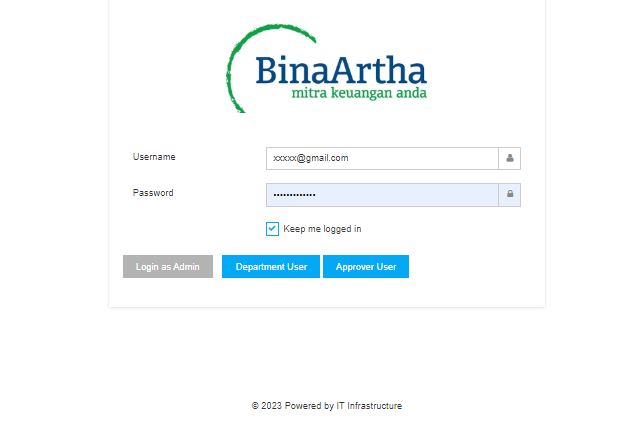 BinaArtha
mitra keuangan anda
Username
xxxxx@gmail.com
Password
•••••••••••••
Keep me logged in
Login as Admin
Department User
Approver User
© 2023 Powered by IT Infrastructure